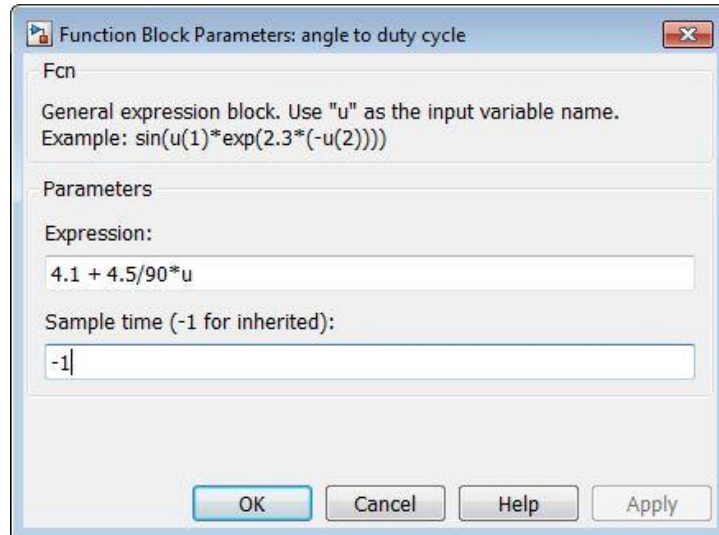 Function Block Parameters: angle to duty cycle
Fcn
General expression block. Use "u" as the input variable name.
Example: sin(u(1)*exp(2.3*(-u(2))))
Parameters
Expression:
4.1 + 4.5/90*u
Sample time (-1 for inherited):
-1
OK Cancel Help Apply